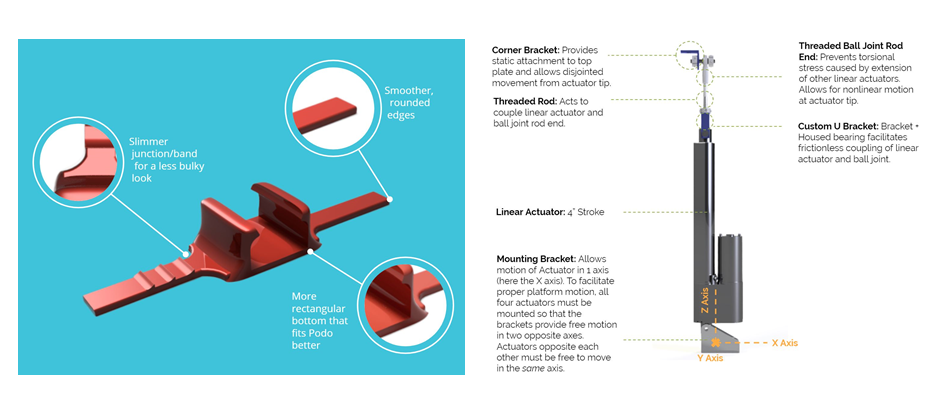 Smoother,
rounded
edges
Slimmer
junction/band
for a less bulky
look
More
rectangular
bottom that
fits Podo
better
Corner Bracket: Provides
static attachment to top
plate and allows disjointed
movement from actuator tip.
Threaded Rod: Acts to
couple linear actuator and
ball joint rod end.
Linear Actuator: 4" Stroke
Mounting Bracket: Allows
motion of Actuator in 1 axis
(here the X axis). To facilitate
proper platform motion, all
four actuators must be
mounted so that the
brackets provide free motion
in two opposite axes.
Actuators opposite each
other must be free to move
in the same axis.
Threaded Ball Joint Rod
End: Prevents torsional
stress caused by extension
of other linear actuators.
Allows for nonlinear motion
at actuator tip.
Custom U Bracket: Bracket +
Housed bearing facilitates
frictionless coupling of linear
actuator and ball joint.
Z Axis
X Axis
Y Axis